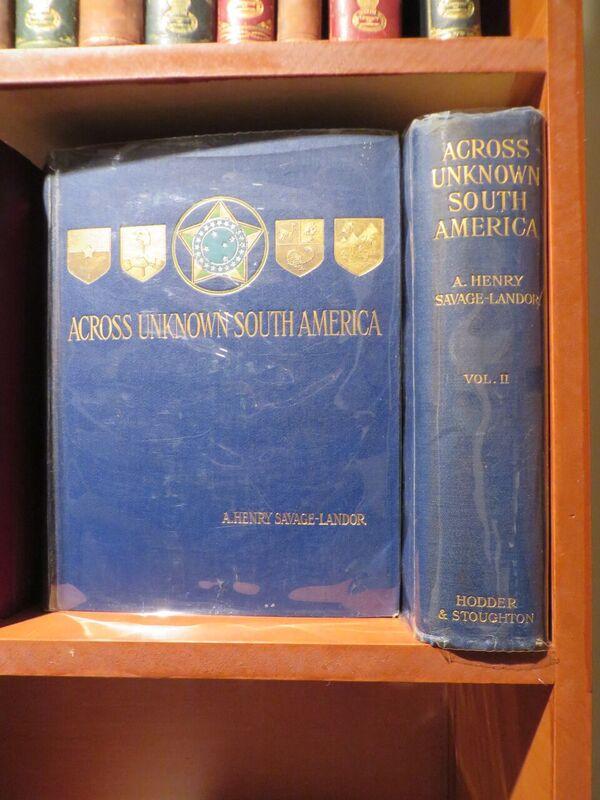 ACROSS UNKNOWN SOUTH AMERICA
A. HENRY SAVAGE-LANDOR.
ACROSS
UNKNOWN
SOUTH
AMERICA
A. HENRY
SAVAGE-LANDOR
VOL. II
HODDER
& STOUGHTON